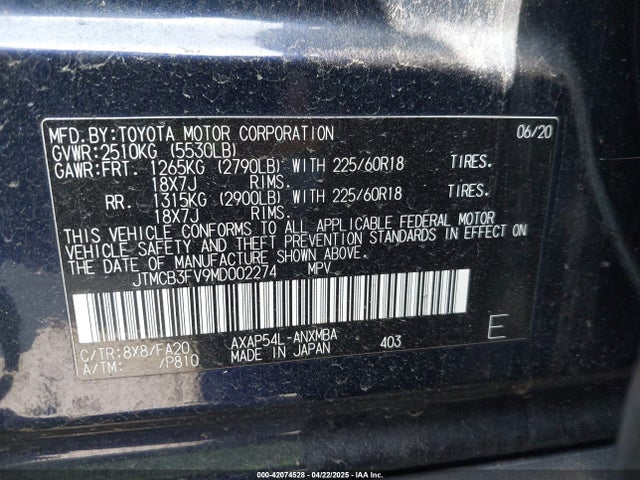 MFD. BY:TOYOTA MOTOR CORPORATION 06/20
GVWR:2510KG (5530LB)
GAWR:FRT. 1265KG (2790LB) WITH 225/60R18 TIRES.
18X7J RIMS.
RR. 1315KG (2900LB) WITH 225/60R18 TIRES.
18X7J RIMS.
THIS VEHICLE CONFORMS TO ALL APPLICABLE FEDERAL MOTOR
VEHICLE SAFETY AND THEFT PREVENTION STANDARDS IN EFFECT ON
THE DATE OF MANUFACTURE SHOWN ABOVE.
JTMCB3FV9MD002274 MPV
C/TR:8X8/FA20 AXAP54L-ANXMBA E
A/TM: /P810 MADE IN JAPAN 403
000-42074528 - 04/22/2025 - IAA Inc.